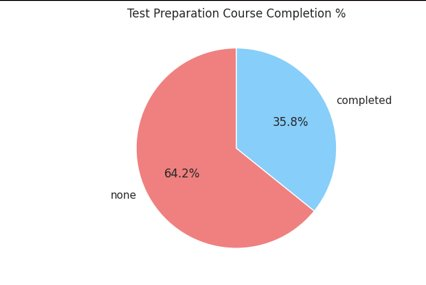 Test Preparation Course Completion %
completed
35.8%
64.2%
none